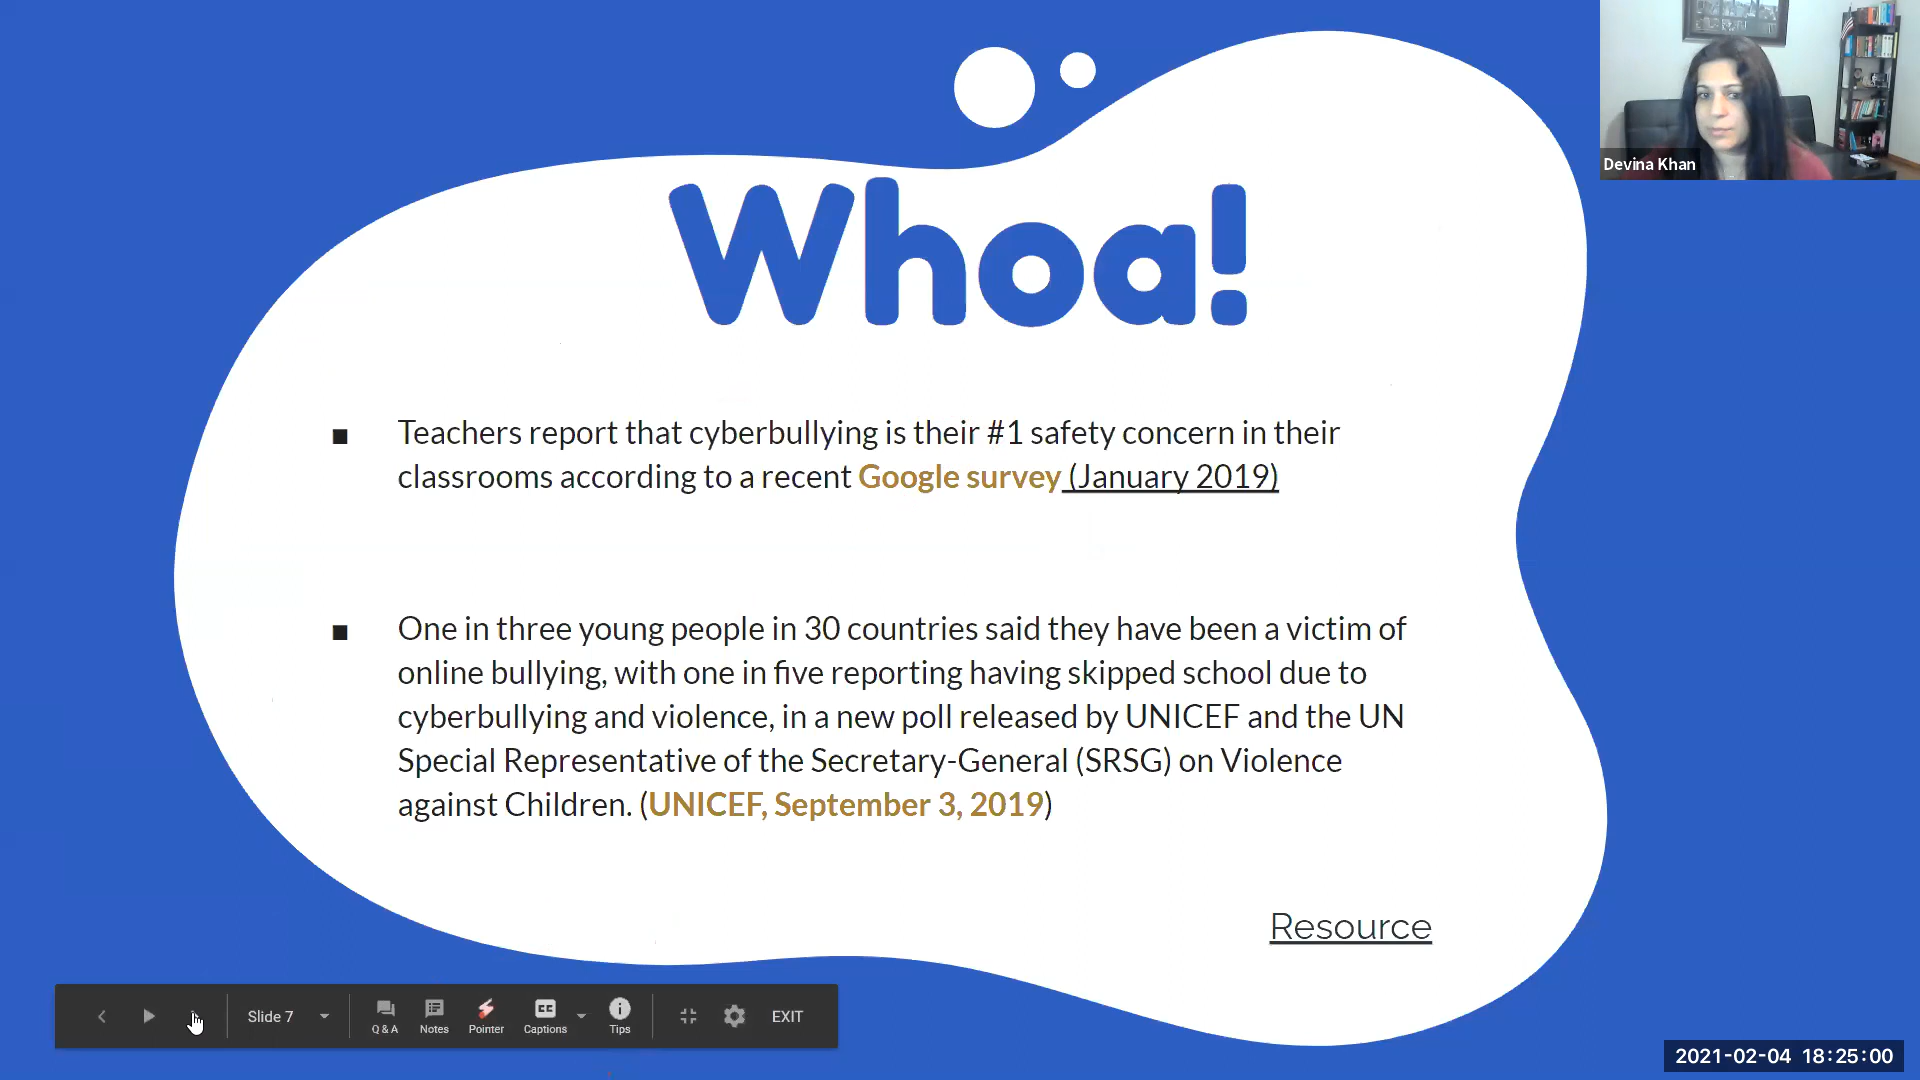 Devina Khan
Whoa!
■ Teachers report that cyberbullying is their #1 safety concern in their
classrooms according to a recent Google survey (January 2019)
■ One in three young people in 30 countries said they have been a victim of
online bullying, with one in five reporting having skipped school due to
cyberbullying and violence, in a new poll released by UNICEF and the UN
Special Representative of the Secretary-General (SRSG) on Violence
against Children. (UNICEF, September 3, 2019)
Resource
Slide 7
Q & A
Notes
Pointer
CC
Captions
Tips
EXIT
2021-02-04 18:25:00